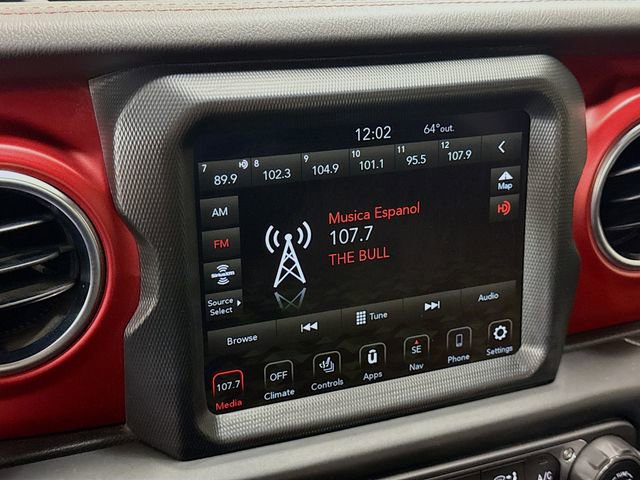 12:02 64°out.
7 8 9 10 11 12
89.9 102.3 104.9 101.1 95.5 107.9
AM
FM
SiriusXM
Source
Select
Musica Español
107.7
THE BULL
Map
Browse Tune Audio
107.7 OFF SE
Media Climate Controls Apps Nav Phone Settings
A/C